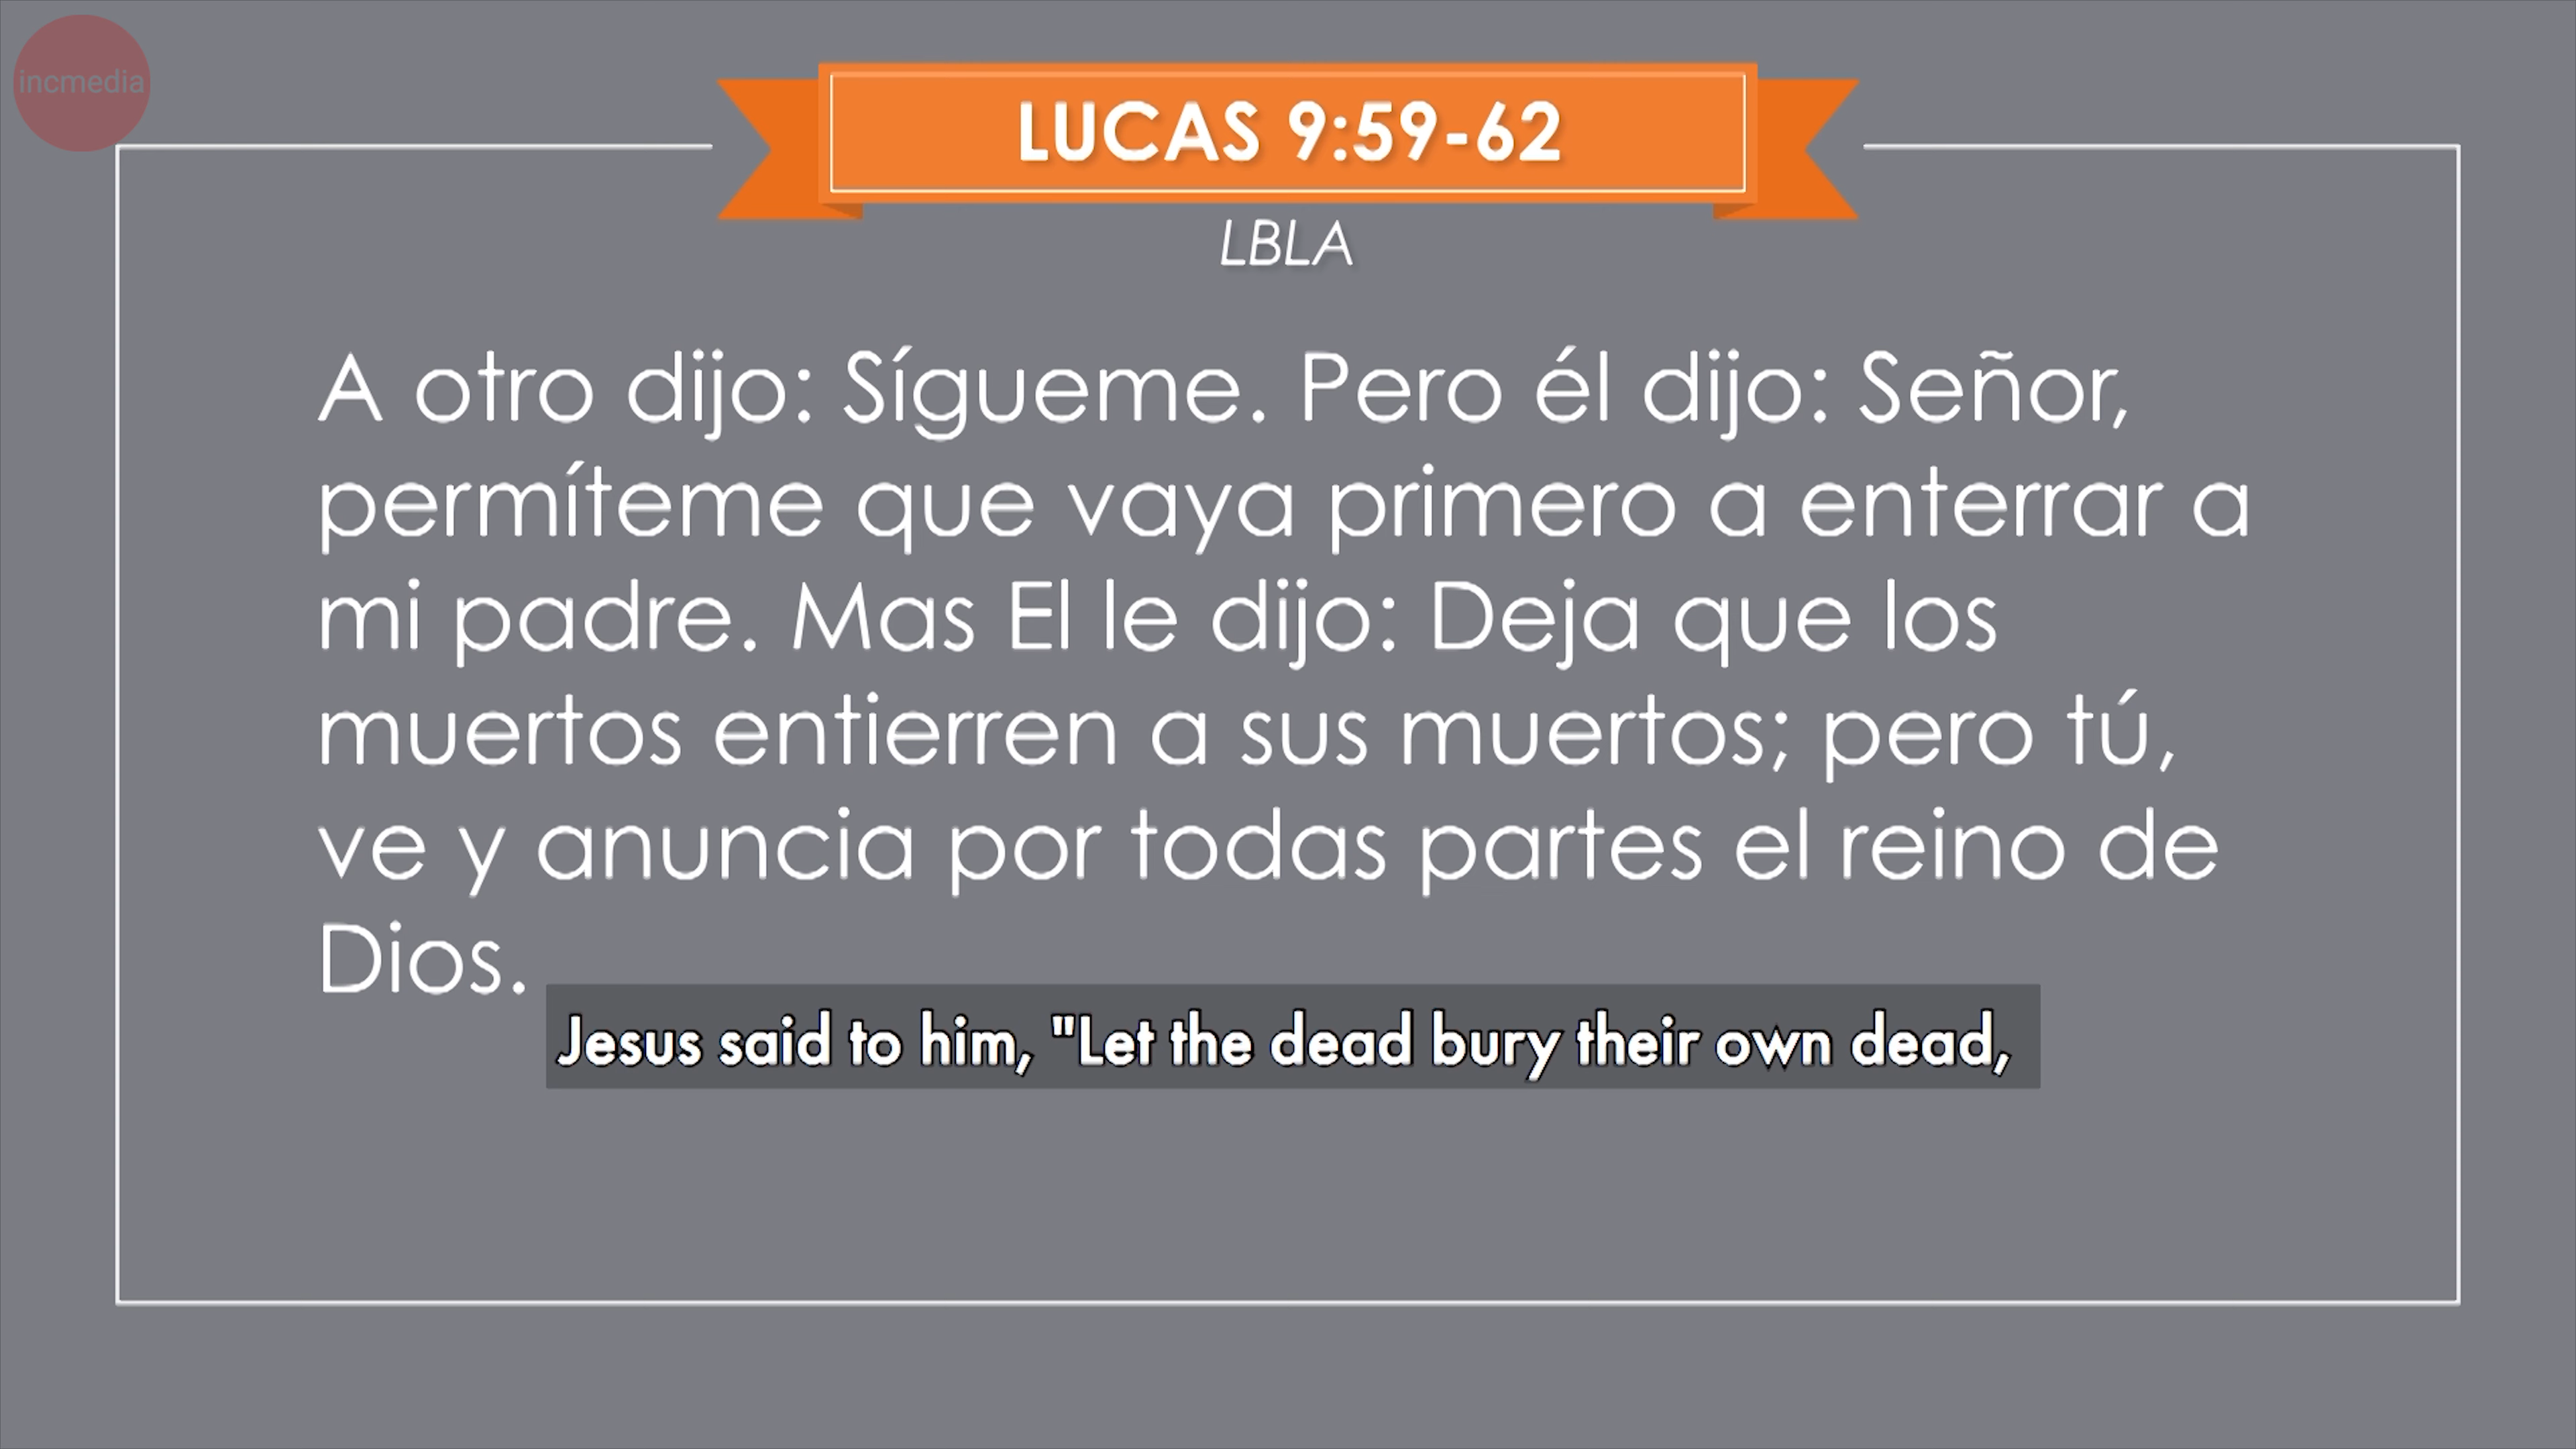 incmedia
LUCAS 9:59-62
LBLA
A otro dijo: Sígueme. Pero él dijo: Señor,
permíteme que vaya primero a enterrar a
mi padre. Mas El le dijo: Deja que los
muertos entierren a sus muertos; pero tú,
ve y anuncia por todas partes el reino de
Dios.
Jesus said to him, "Let the dead bury their own dead,